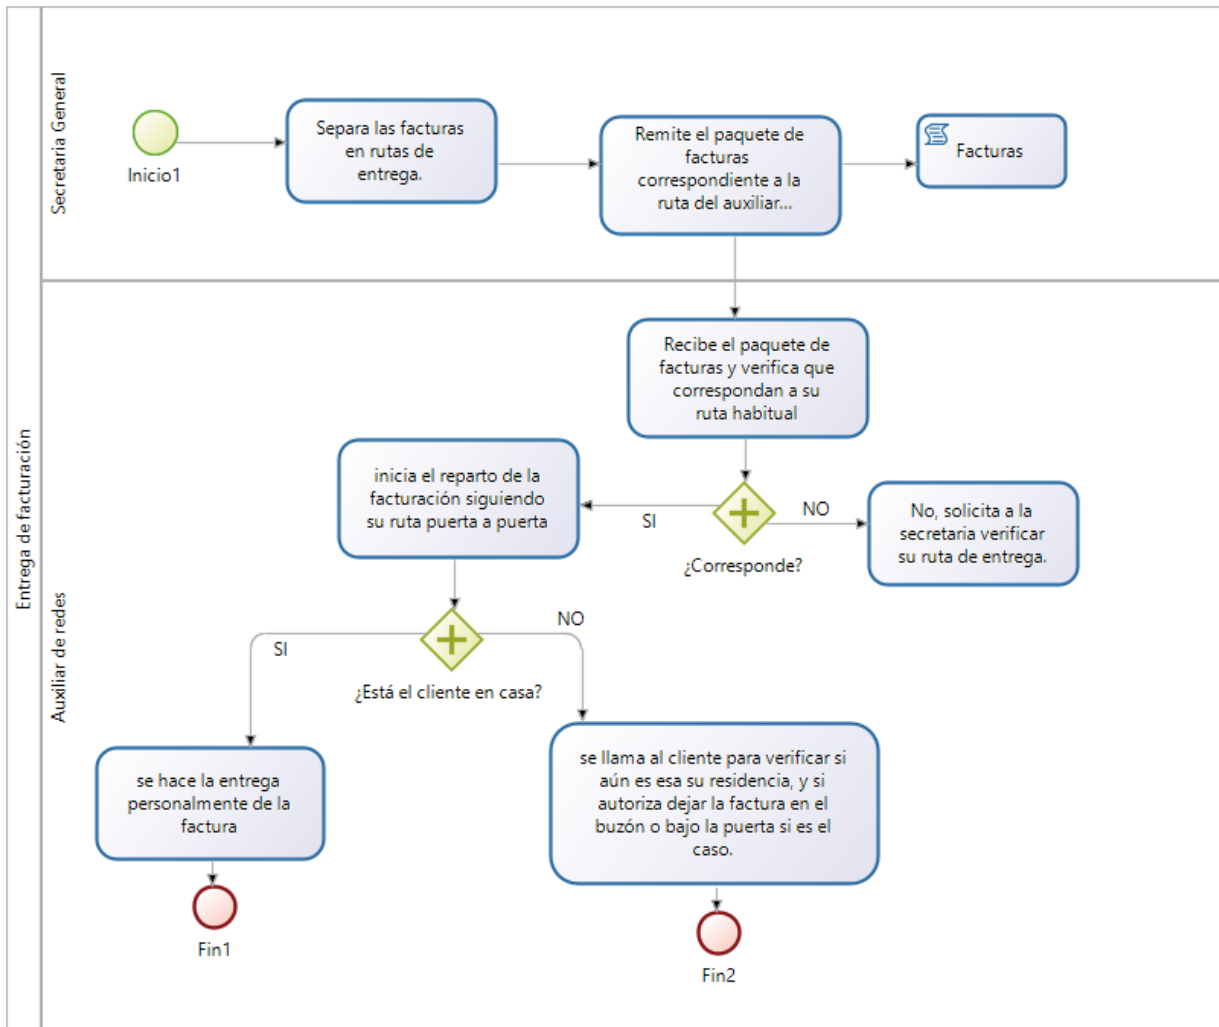 Entrega de facturación
Secretaria General
Inicio1
Separa las facturas
en rutas de
entrega.
Remite el paquete de
facturas
correspondiente a la
ruta del auxiliar...
Facturas
Auxiliar de redes
Recibe el paquete de
facturas y verifica que
correspondan a su
ruta habitual
¿Corresponde?
SI
NO
No, solicita a la
secretaria verificar
su ruta de entrega.
inicia el reparto de la
facturación siguiendo
su ruta puerta a puerta
¿Está el cliente en casa?
SI
NO
se hace la entrega
personalmente de la
factura
Fin1
se llama al cliente para verificar si
aún es esa su residencia, y si
autoriza dejar la factura en el
buzón o bajo la puerta si es el
caso.
Fin2